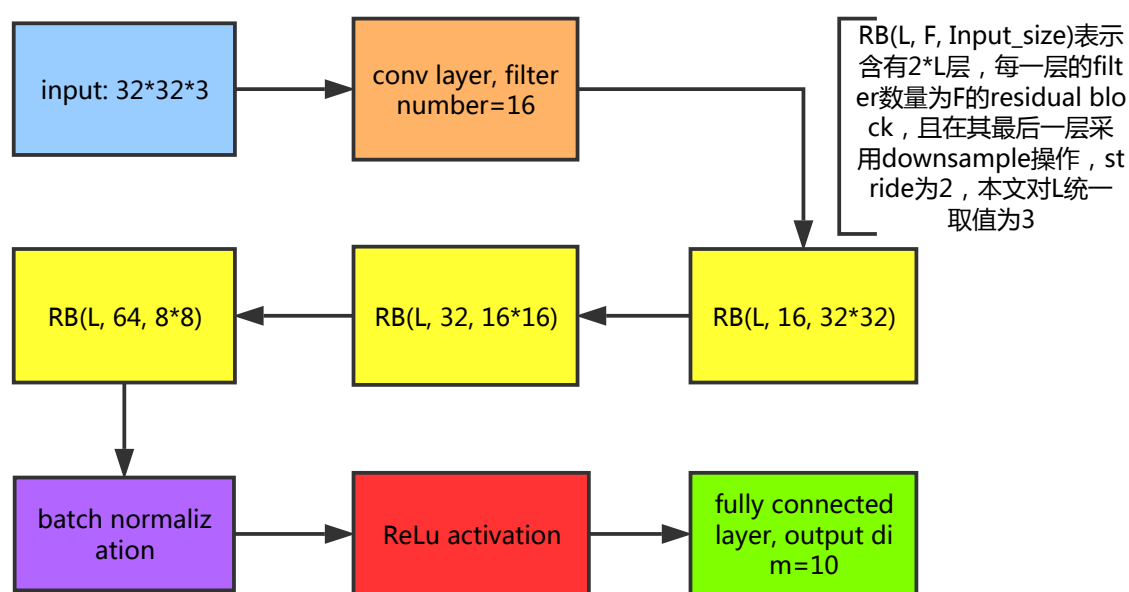 input: 32*32*3
conv layer, filter
number=16
RB(L, F, Input_size)表示
含有2*L层，每一层的filt
er数量为F的residual blo
ck，且在其最后一层采
用downsample操作，st
ride为2，本文对L统一
取值为3
RB(L, 64, 8*8)
RB(L, 32, 16*16)
RB(L, 16, 32*32)
batch normaliz
ation
ReLu activation
fully connected
layer, output di
m=10